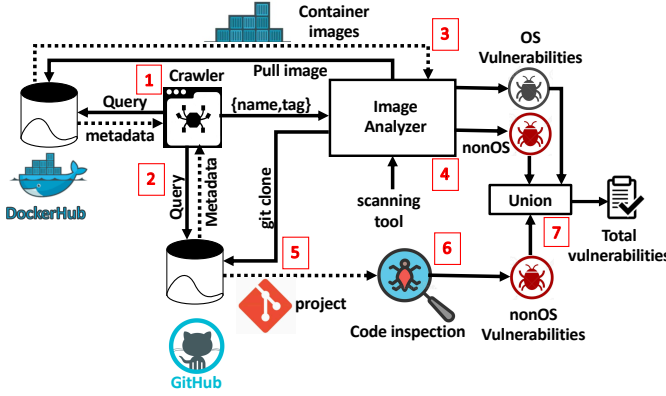 Container
images
3
OS
Vulnerabilities
1
Crawler
Pull image
Query
{name,tag}
Image
Analyzer
metadata
nonOS
2
4
DockerHub
Query
Metadata
git clone
scanning
tool
Union
7
Total
vulnerabilities
5
6
project
Code inspection
nonOS
Vulnerabilities
GitHub